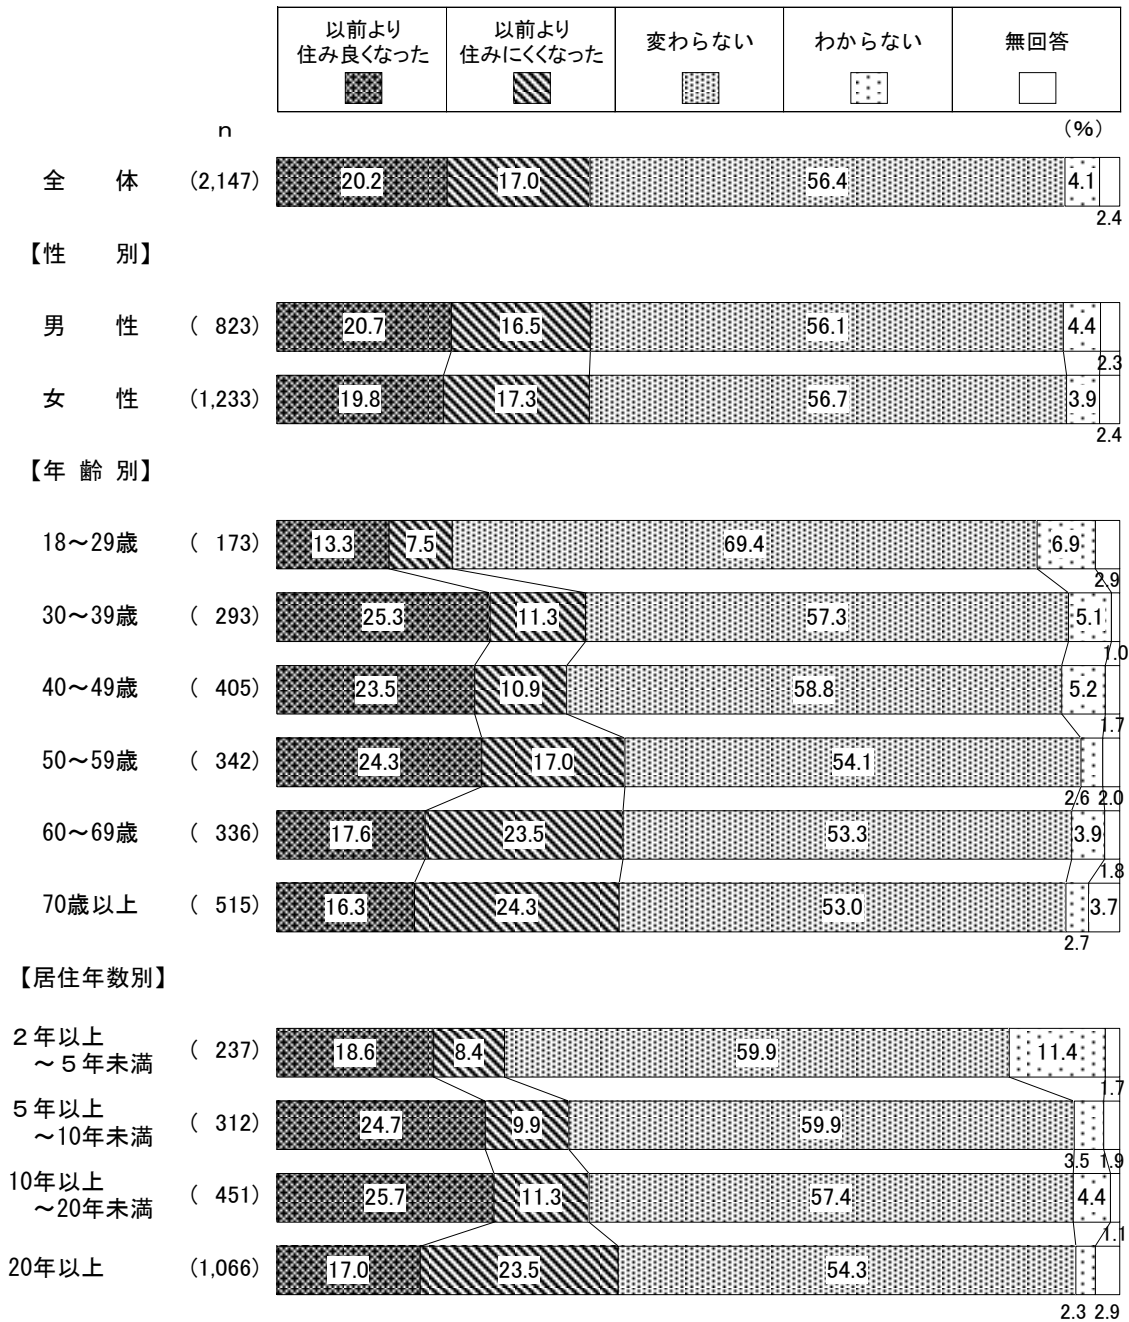 以前より 以前より 変わらない わからない 無回答
住み良くなった 住みにくくなった
ｎ (%)
全 体 (2,147) 20.2 17.0 56.4 4.1
2.4
【性 別】
男 性 ( 823) 20.7 16.5 56.1 4.4
2.3
女 性 (1,233) 19.8 17.3 56.7 3.9
2.4
【年 齢 別】
18～29歳 ( 173) 13.3 7.5 69.4 6.9
2.9
30～39歳 ( 293) 25.3 11.3 57.3 5.1
1.0
40～49歳 ( 405) 23.5 10.9 58.8 5.2
1.7
50～59歳 ( 342) 24.3 17.0 54.1
2.6 2.0
60～69歳 ( 336) 17.6 23.5 53.3 3.9
1.8
70歳以上 ( 515) 16.3 24.3 53.0 3.7
2.7
【居住年数別】
２年以上
～５年未満 ( 237) 18.6 8.4 59.9 11.4
1.7
５年以上
～10年未満 ( 312) 24.7 9.9 59.9
3.5 1.9
10年以上
～20年未満 ( 451) 25.7 11.3 57.4 4.4
1.1
20年以上 (1,066) 17.0 23.5 54.3
2.3 2.9